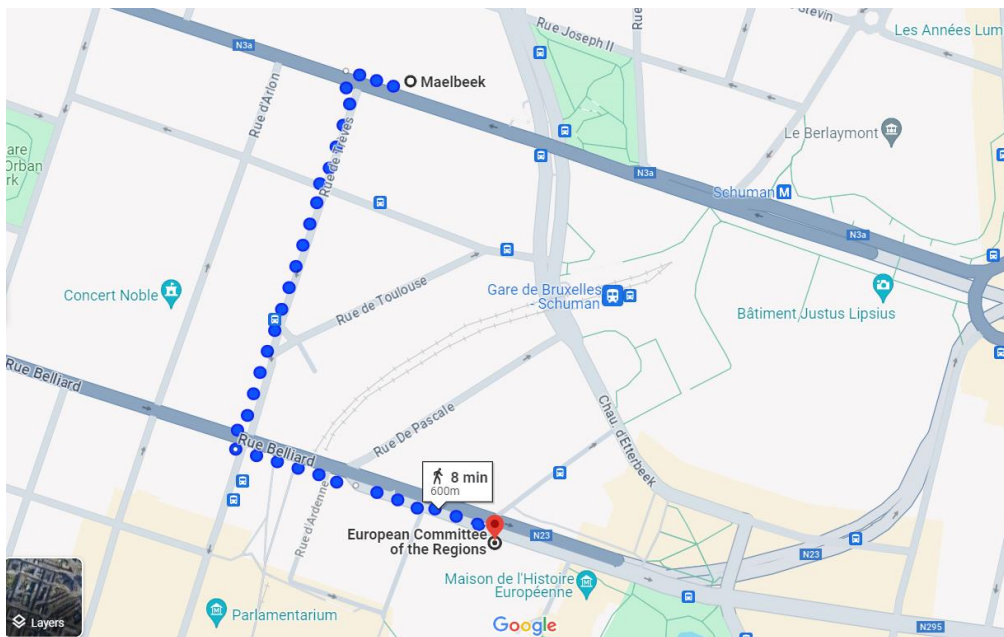 Stevin
Les Années Lum
Rue Joseph II
Rue
N3a
Maelbeek
Rue d'Arlon
Le Berlaymont
are
Orban
rk
Rue de Trèves
N3a
Schuman M
N3a
Concert Noble
Gare de Bruxelles
- Schuman
Bâtiment Justus Lipsius
Rue de Toulouse
Rue Belliard
Rue De Pascale
Chau. d'Etterbeek
Rue Belliard
8 min
600m
Rue d'Ardenne
European Committee
of the Regions
N23
N23
Maison de l'Histoire
Européenne
Parlamentarium
Layers
Google
N295